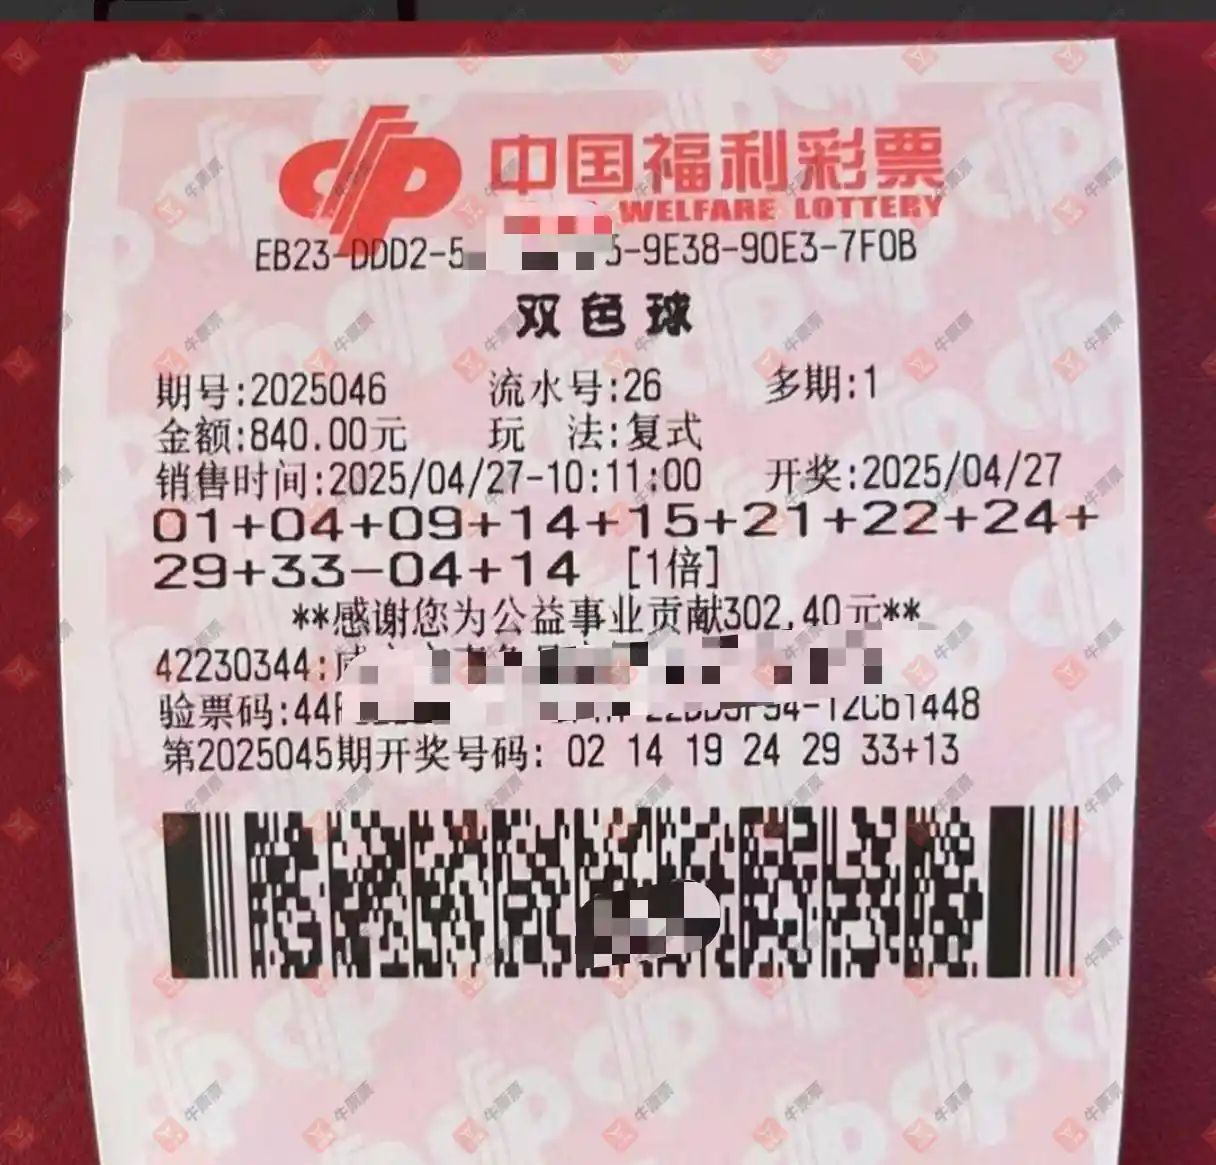 中国福利彩票
WELFARE LOTTERY
EB23-DDD2-5 5-9E38-90E3-7F0B
双色球
期号:2025046 流水号:26 多期:1
金额:840.00元 玩 法:复式
销售时间:2025/04/27-10:11:00 开奖:2025/04/27
01+04+09+14+15+21+22+24+
29+33-04+14 [1倍]
**感谢您为公益事业贡献302.40元**
42230344:
验票码:44 -12C61448
第2025045期开奖号码: 02 14 19 24 29 33+13
牛票票